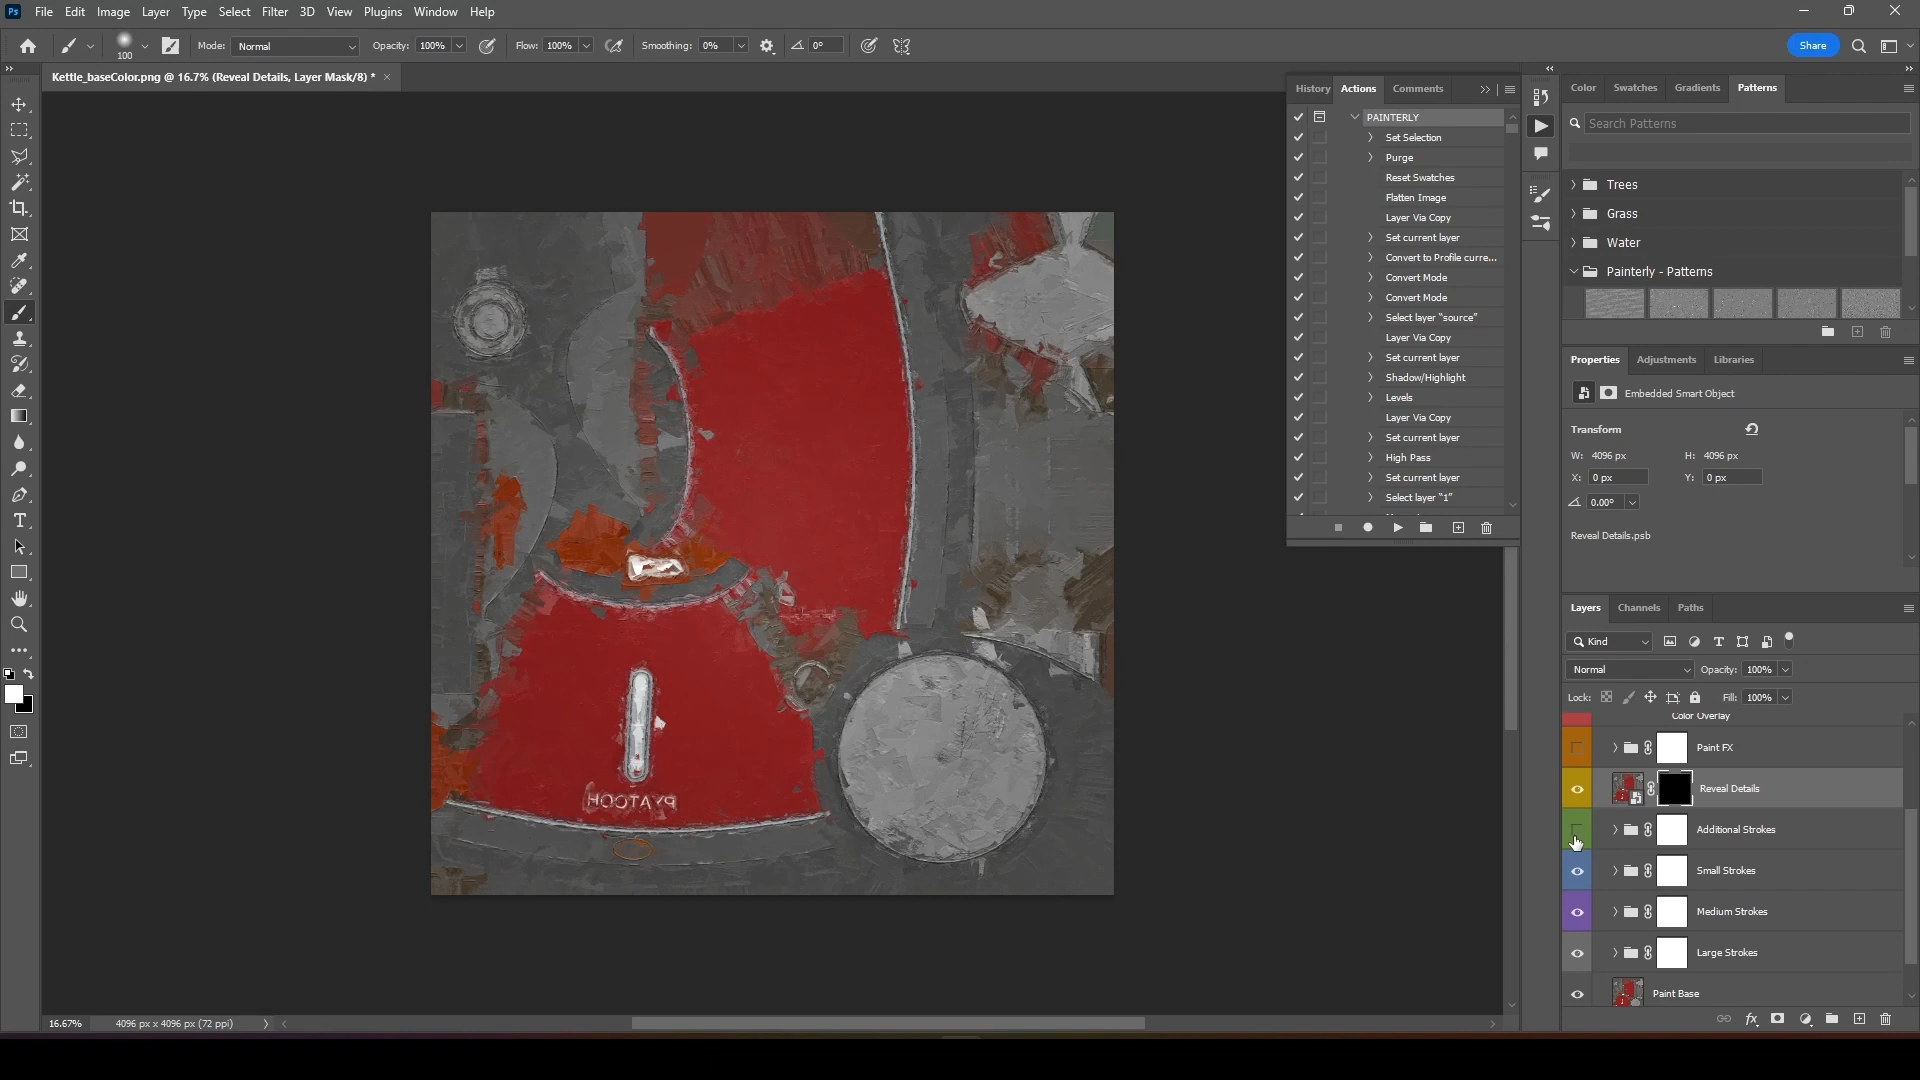 Ps File Edit Image Layer Type Select Filter 3D View Plugins Window Help
100 Mode: Normal Opacity: 100% Flow: 100% Smoothing: 0% 0° Share
Kettle_baseColor.png @ 16.7% (Reveal Details, Layer Mask/8) *
History Actions Comments
PAINTERLY
Set Selection
Purge
Reset Swatches
Flatten Image
Layer Via Copy
Set current layer
Convert to Profile curre...
Convert Mode
Convert Mode
Select layer “source”
Layer Via Copy
Set current layer
Shadow/Highlight
Levels
Layer Via Copy
Set current layer
High Pass
Set current layer
Select layer “1”
Color Swatches Gradients Patterns
Search Patterns
Trees
Grass
Water
Painterly - Patterns
Properties Adjustments Libraries
Embedded Smart Object
Transform
W: 4096 px H: 4096 px
X: 0 px Y: 0 px
0.00°
Reveal Details.psb
Layers Channels Paths
Kind
Normal Opacity: 100%
Lock: Fill: 100%
Color Overlay
Paint FX
Reveal Details
Additional Strokes
Small Strokes
Medium Strokes
Large Strokes
Paint Base
16.67% 4096 px x 4096 px (72 ppi)